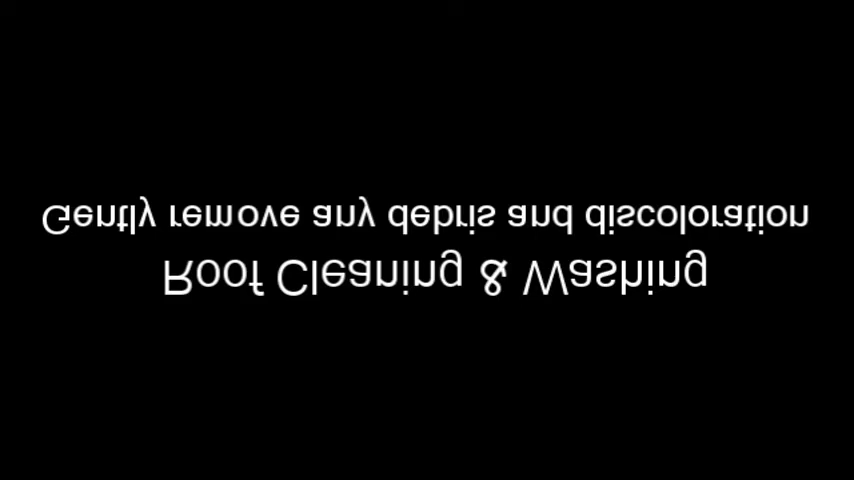 Roof Cleaning & Washing
Gently remove any debris and discoloration